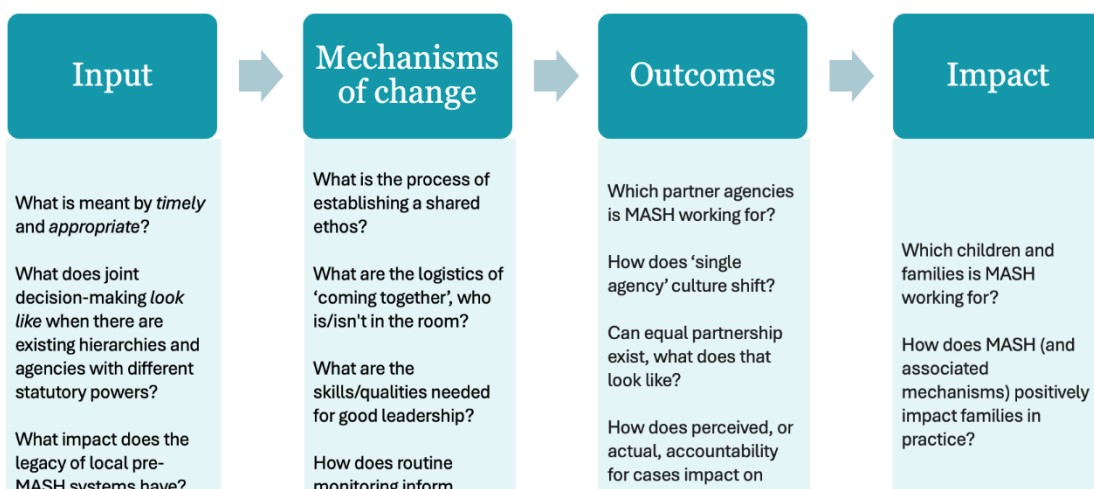 Input
Mechanisms
of change
Outcomes
Impact
What is meant by timely
and appropriate?
What does joint
decision-making look
like when there are
existing hierarchies and
agencies with different
statutory powers?
What impact does the
legacy of local pre-
MASH systems have?
What is the process of
establishing a shared
ethos?
What are the logistics of
‘coming together’, who
is/isn't in the room?
What are the
skills/qualities needed
for good leadership?
How does routine
monitoring inform
Which partner agencies
is MASH working for?
How does ‘single
agency’ culture shift?
Can equal partnership
exist, what does that
look like?
How does perceived, or
actual, accountability
for cases impact on
Which children and
families is MASH
working for?
How does MASH (and
associated
mechanisms) positively
impact families in
practice?